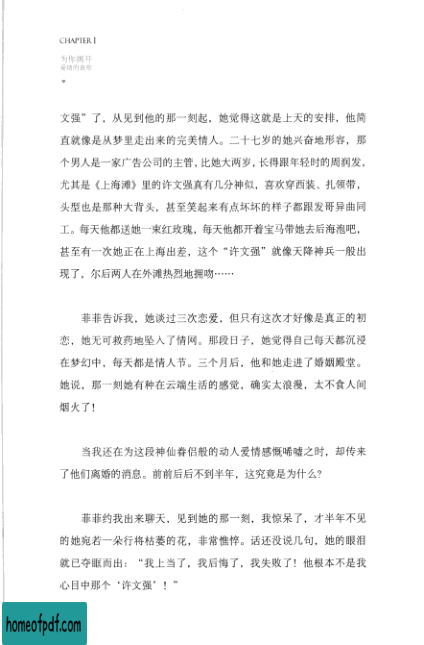 CHAPTER 1
为你揭开
爱情的真相
文强”了，从见到他的那一刻起，她觉得这就是上天的安排，他简
直就像是从梦里走出来的完美情人。二十七岁的她兴奋地形容，那
个男人是一家广告公司的主管，比她大两岁，长得跟年轻时的周润发，
尤其是《上海滩》里的许文强真有几分神似，喜欢穿西装、扎领带，
头型也是那种大背头，甚至笑起来有点坏坏的样子都跟发哥异曲同
工。每天他都送她一束红玫瑰，每天他都开着宝马带她去后海泡吧，
甚至有一次她正在上海出差，这个“许文强”就像天降神兵一般出
现了，尔后两人在外滩热烈地拥吻……
菲菲告诉我，她谈过三次恋爱，但只有这次才好像是真正的初
恋，她无可救药地坠入了情网。那段日子，她觉得自己每天都沉浸
在梦幻中，每天都是情人节。三个月后，他和她走进了婚姻殿堂。
她说，那一刻她有种在云端生活的感觉，确实太浪漫，太不食人间
烟火了！
当我还在为这段神仙眷侣般的动人爱情感慨唏嘘之时，却传来
了他们离婚的消息。前前后后不到半年，这究竟是为什么？
菲菲约我出来聊天，见到她的那一刻，我惊呆了，才半年不见
的她宛若一朵行将枯萎的花，非常憔悴。话还没说几句，她的眼泪
就已夺眶而出：“我上当了，我后悔了，我失败了！他根本不是我
心目中那个‘许文强’！”
homeofpdf.com